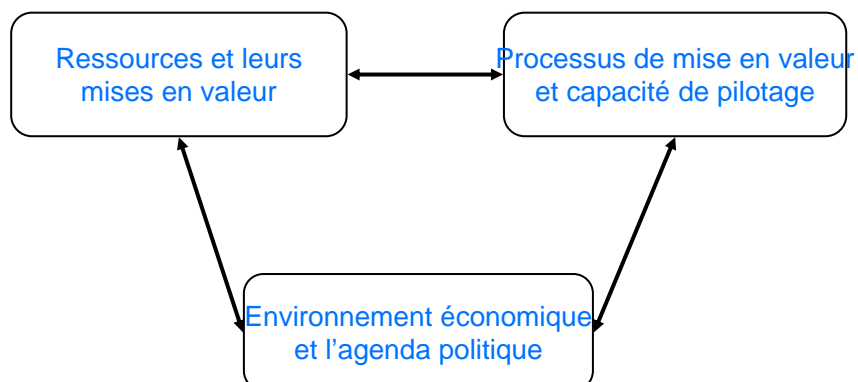 Ressources et leurs
mises en valeur
Processus de mise en valeur
et capacité de pilotage
Environnement économique
et l’agenda politique